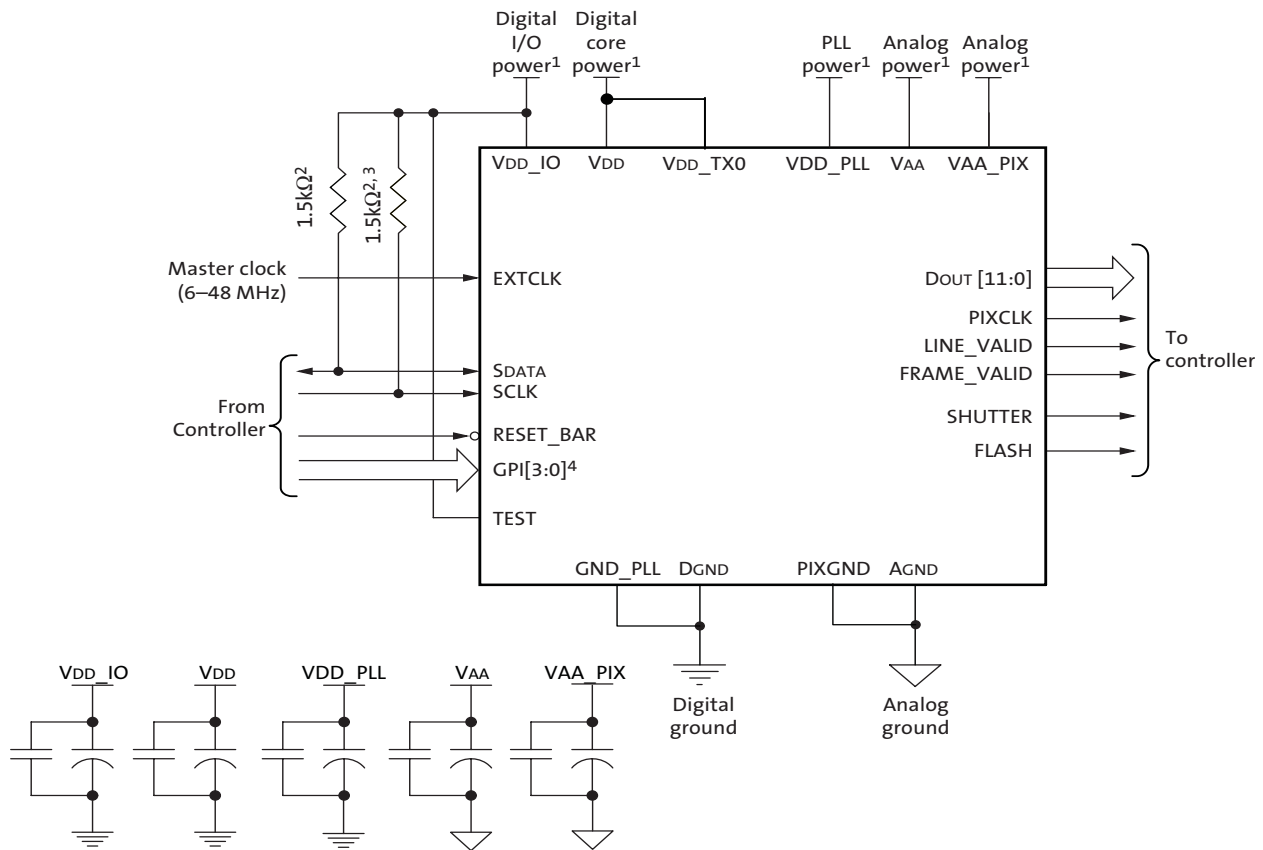 Digital
I/O
power1
Digital
core
power1
PLL
power1
Analog
power1
Analog
power1
VDD_IO
VDD
VDD_TX0
VDD_PLL
VAA
VAA_PIX
1.5kΩ2
1.5kΩ2, 3
Master clock
(6–48 MHz)
EXTCLK
DOUT [11:0]
PIXCLK
LINE_VALID
FRAME_VALID
SHUTTER
FLASH
To
controller
From
Controller
SDATA
SCLK
RESET_BAR
GPI[3:0]4
TEST
GND_PLL
DGND
PIXGND
AGND
Digital
ground
Analog
ground
VDD_IO
VDD
VDD_PLL
VAA
VAA_PIX